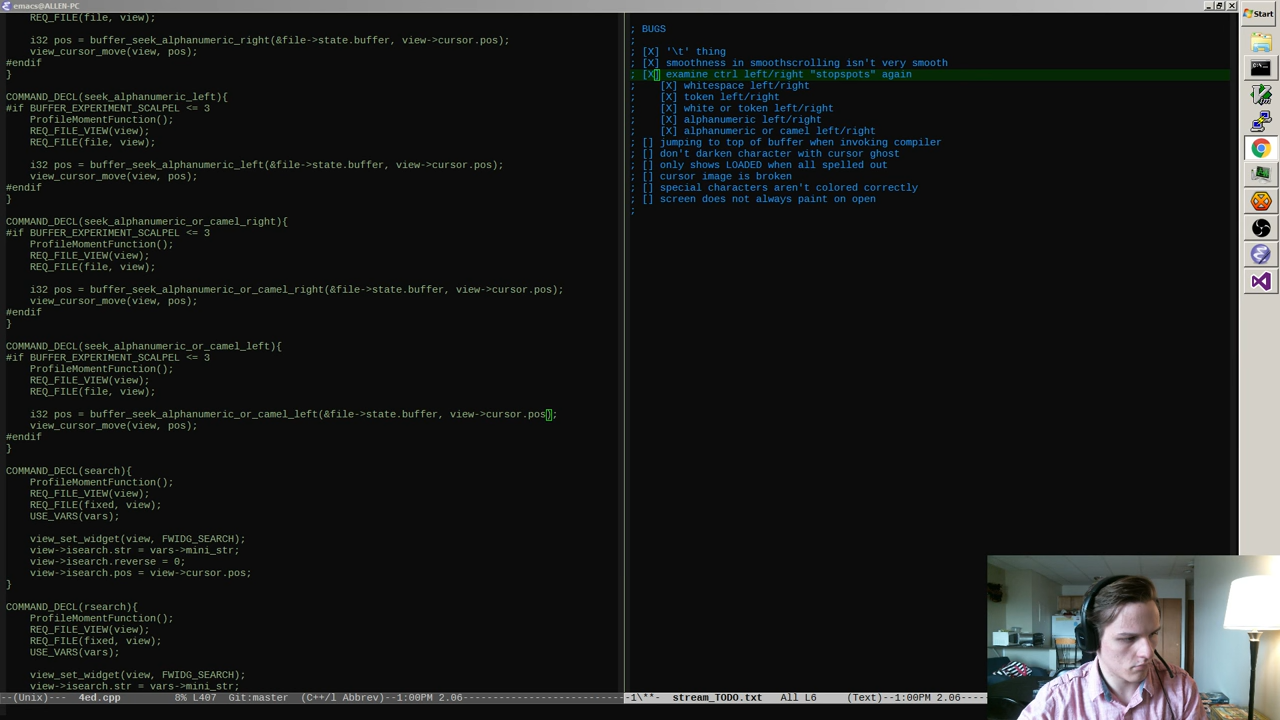 emacs@ALLEN-PC
    REQ_FILE(file, view);

    i32 pos = buffer_seek_alphanumeric_right(&file->state.buffer, view->cursor.pos);
    view_cursor_move(view, pos);
#endif
}

COMMAND_DECL(seek_alphanumeric_left){
#if BUFFER_EXPERIMENT_SCALPEL <= 3
    ProfileMomentFunction();
    REQ_FILE_VIEW(view);
    REQ_FILE(file, view);

    i32 pos = buffer_seek_alphanumeric_left(&file->state.buffer, view->cursor.pos);
    view_cursor_move(view, pos);
#endif
}

COMMAND_DECL(seek_alphanumeric_or_camel_right){
#if BUFFER_EXPERIMENT_SCALPEL <= 3
    ProfileMomentFunction();
    REQ_FILE_VIEW(view);
    REQ_FILE(file, view);

    i32 pos = buffer_seek_alphanumeric_or_camel_right(&file->state.buffer, view->cursor.pos);
    view_cursor_move(view, pos);
#endif
}

COMMAND_DECL(seek_alphanumeric_or_camel_left){
#if BUFFER_EXPERIMENT_SCALPEL <= 3
    ProfileMomentFunction();
    REQ_FILE_VIEW(view);
    REQ_FILE(file, view);

    i32 pos = buffer_seek_alphanumeric_or_camel_left(&file->state.buffer, view->cursor.pos);
    view_cursor_move(view, pos);
#endif
}

COMMAND_DECL(search){
    ProfileMomentFunction();
    REQ_FILE_VIEW(view);
    REQ_FILE(fixed, view);
    USE_VARS(vars);

    view_set_widget(view, FWIDG_SEARCH);
    view->isearch.str = vars->mini_str;
    view->isearch.reverse = 0;
    view->isearch.pos = view->cursor.pos;
}

COMMAND_DECL(rsearch){
    ProfileMomentFunction();
    REQ_FILE_VIEW(view);
    REQ_FILE(fixed, view);
    USE_VARS(vars);

    view_set_widget(view, FWIDG_SEARCH);
    view->isearch.str = vars->mini_str;
--(Unix)---  4ed.cpp        8% L407  Git:master  (C++/l Abbrev)--1:00PM 2.06--------------------------
; BUGS
;
; [X] '\t' thing
; [X] smoothness in smoothscrolling isn't very smooth
; [X] examine ctrl left/right "stopspots" again
;    [X] whitespace left/right
;    [X] token left/right
;    [X] white or token left/right
;    [X] alphanumeric left/right
;    [X] alphanumeric or camel left/right
; [] jumping to top of buffer when invoking compiler
; [] don't darken character with cursor ghost
; [] only shows LOADED when all spelled out
; [] cursor image is broken
; [] special characters aren't colored correctly
; [] screen does not always paint on open
;
-1\**-  stream_TODO.txt   All L6     (Text)--1:00PM 2.06----
Start